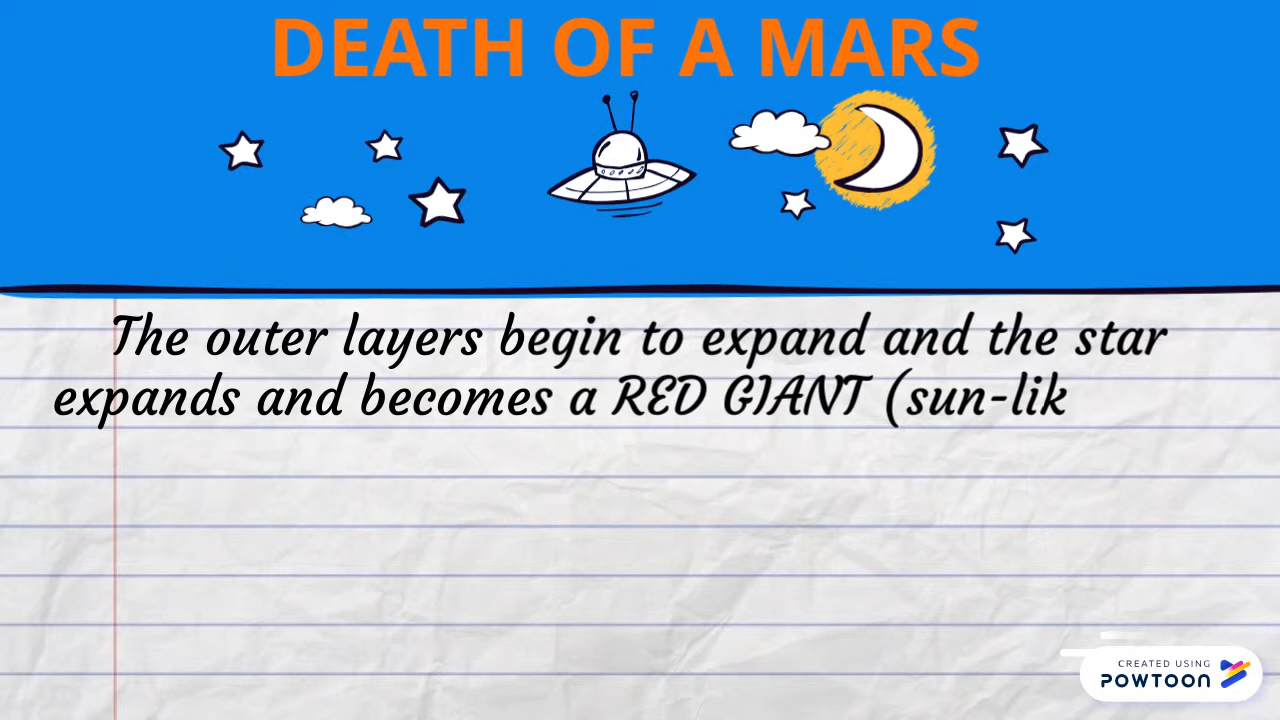 DEATH OF A MARS
The outer layers begin to expand and the star
expands and becomes a RED GIANT (sun-lik
CREATED USING
POWTOON